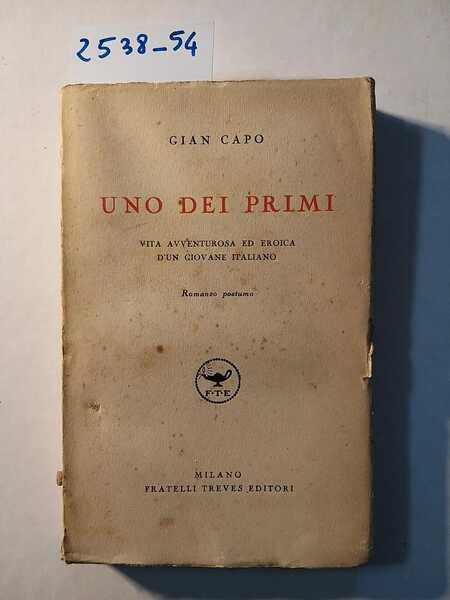 2538-54
GIAN CAPO
UNO DEI PRIMI
VITA AVVENTUROSA ED EROICA
D'UN GIOVANE ITALIANO
Romanzo postumo
F·T·E
MILANO
FRATELLI TREVES EDITORI